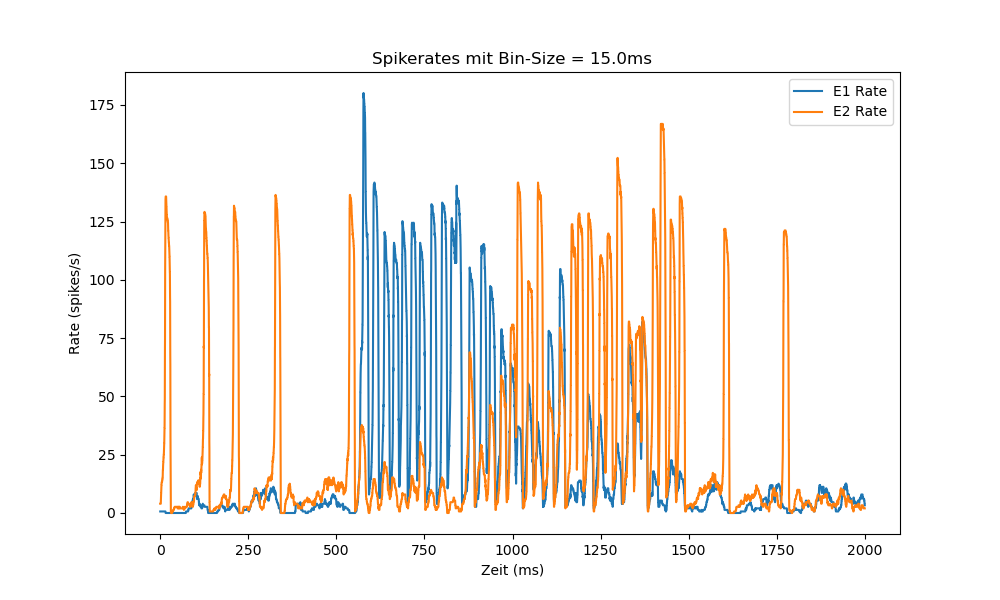 Spikerates mit Bin-Size = 15.0ms
E1 Rate
E2 Rate
175
150
125
100
75
50
25
0
Rate (spikes/s)
0 250 500 750 1000 1250 1500 1750 2000
Zeit (ms)